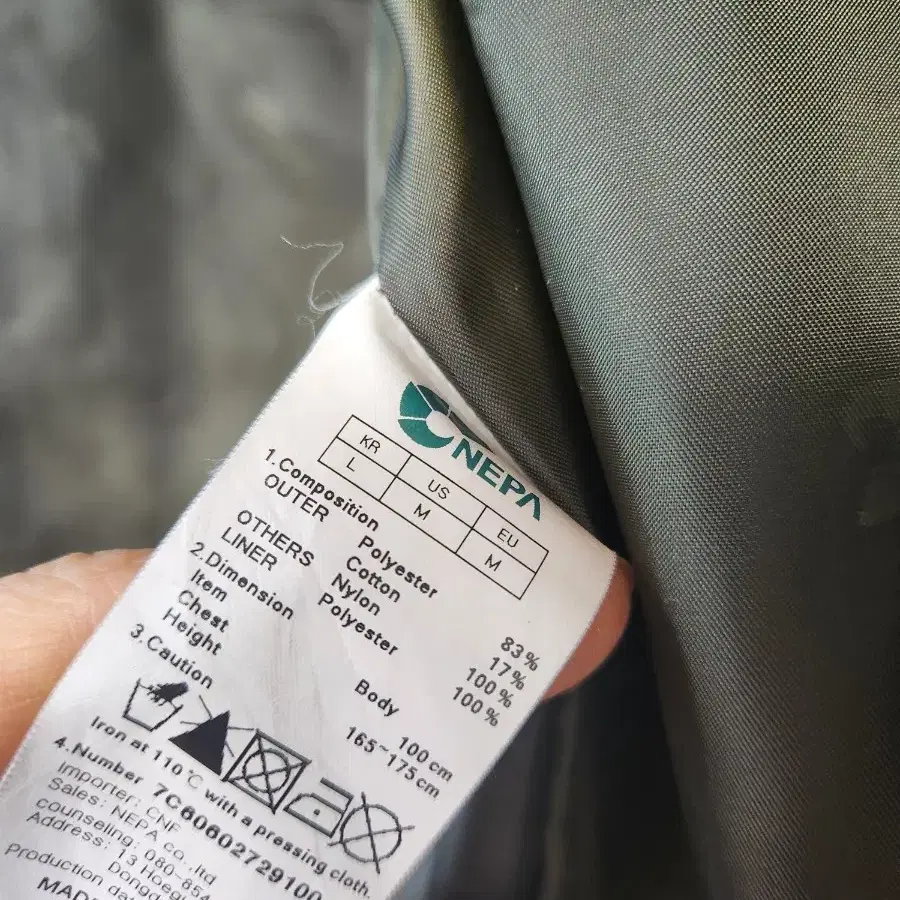 NEPA
KR US EU
L M M
1.Composition
OUTER Polyester 83%
Cotton 17%
OTHERS Nylon 100%
LINER Polyester 100%
2.Dimension
Item Body
Chest 100 cm
Height 165~175cm
3.Caution
Iron at 110℃ with a pressing cloth.
4.Number 7C60602729100
Importer: CNF
Sales: NEPA co.,ltd
counseling: 080-854
Address: 13
Production